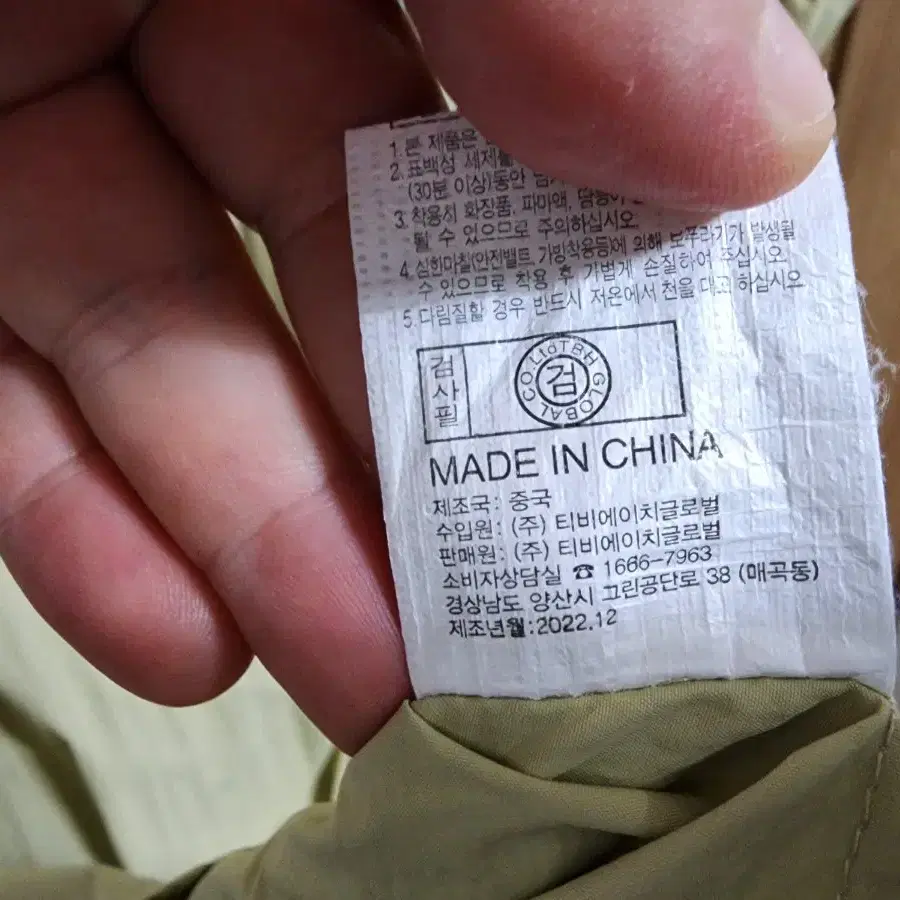 1. 본 제품은
2. 표백성 세제를
(30분 이상)동안
3. 착용시 화장품, 파마액,
될 수 있으므로 주의하십시오
4. 심한마찰(안전벨트, 가방착용등)에 의해 보푸라기가 발생될
수 있으므로 착용 후 가볍게 손질하여 주십시오
5. 다림질할 경우 반드시 저온에서 천을 대고 하십시오
검사필
CO.,Ltd TBH GLOBAL
검
MADE IN CHINA
제조국: 중국
수입원: (주) 티비에이치글로벌
판매원: (주) 티비에이치글로벌
소비자상담실 ☎ 1666-7963
경상남도 양산시 그린공단로 38 (매곡동)
제조년월:2022.12